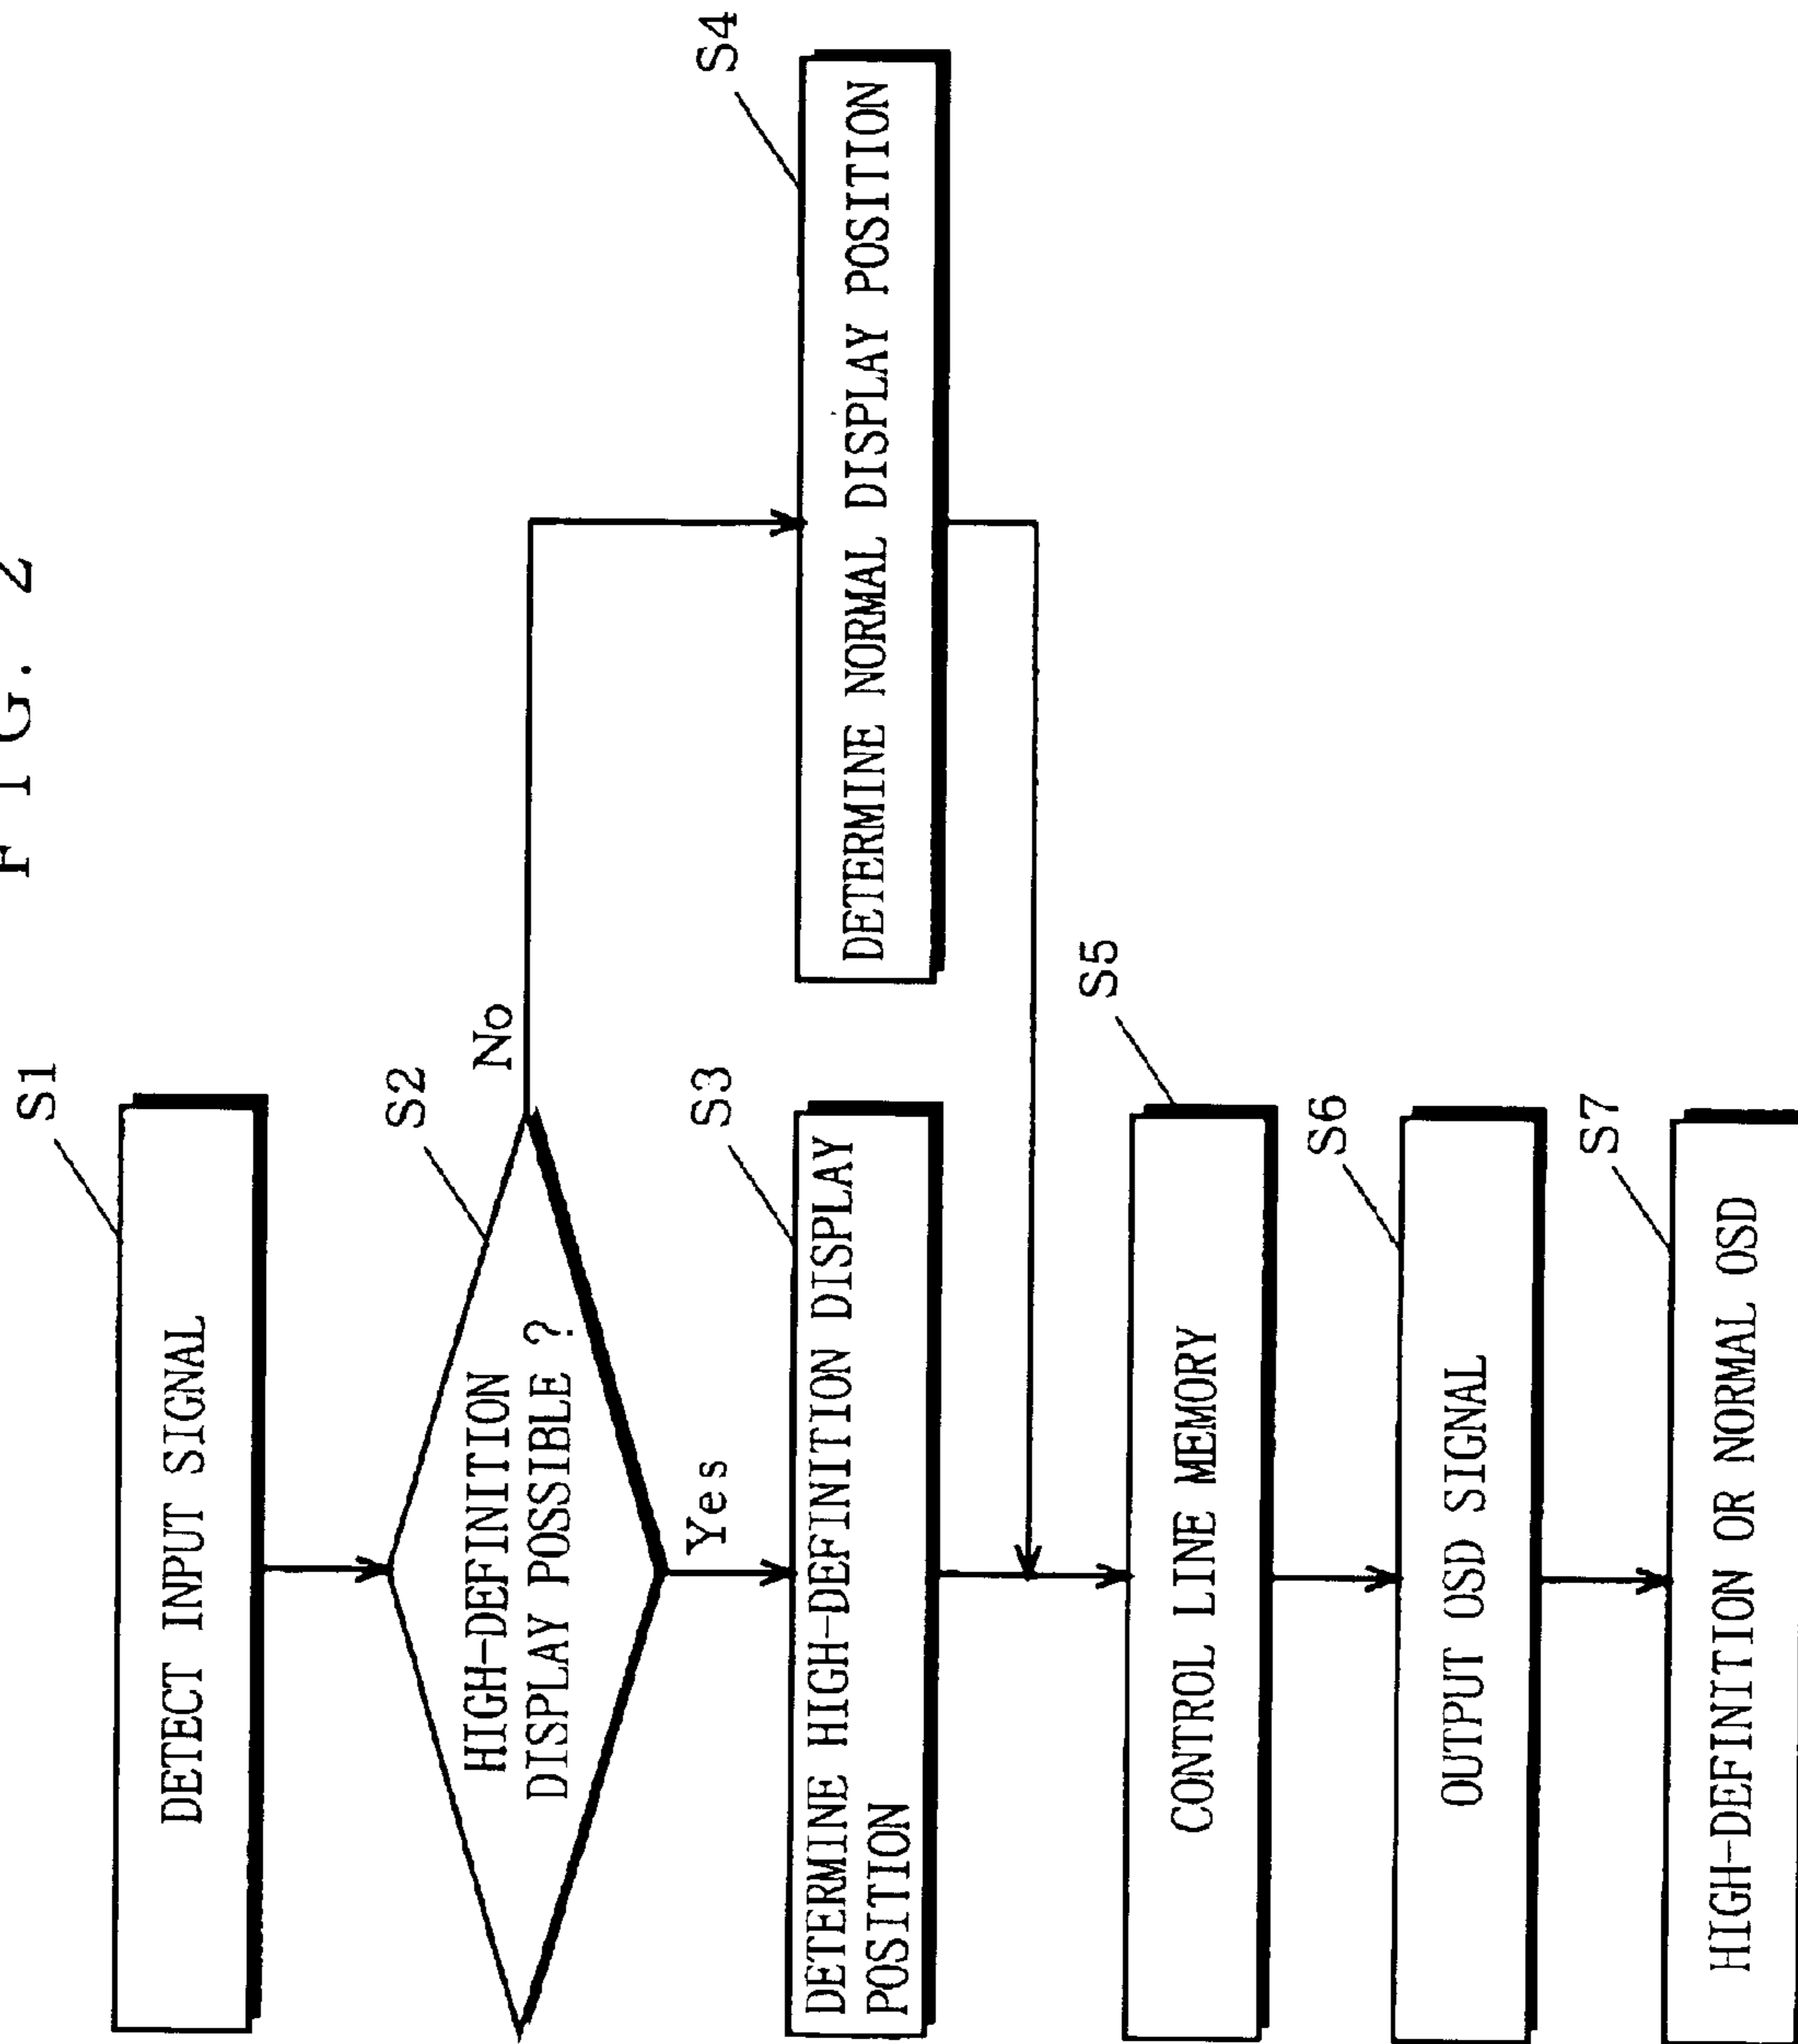 FIG. 2
S1
DETECT INPUT SIGNAL
S2
HIGH-DEFINITION
DISPLAY POSSIBLE ?
No
Yes
S3
DETERMINE HIGH-DEFINITION DISPLAY
POSITION
S4
DETERMINE NORMAL DISPLAY POSITION
S5
CONTROL LINE MEMORY
S6
OUTPUT OSD SIGNAL
S7
HIGH-DEFINITION OR NORMAL OSD